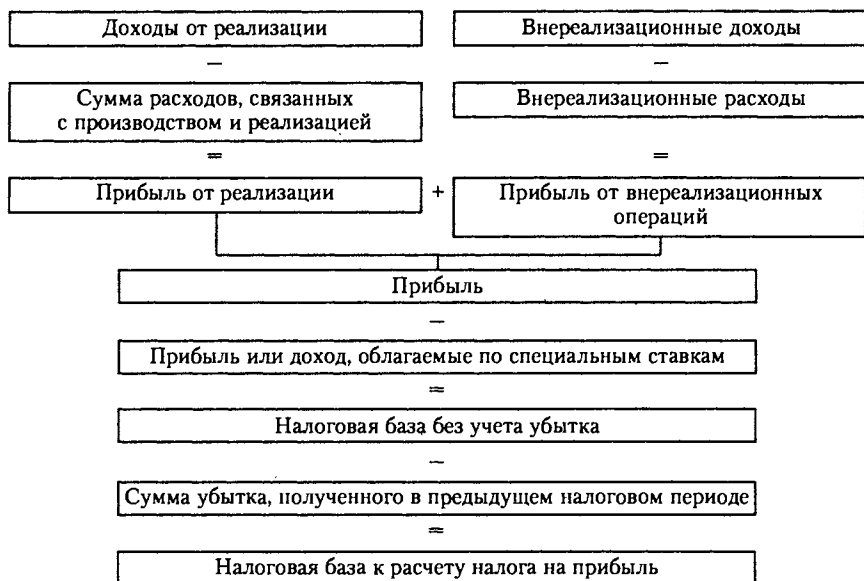 Доходы от реализации
Внереализационные доходы
−
−
Сумма расходов, связанных
с производством и реализацией
Внереализационные расходы
=
=
Прибыль от реализации
+
Прибыль от внереализационных
операций
Прибыль
−
Прибыль или доход, облагаемые по специальным ставкам
=
Налоговая база без учета убытка
−
Сумма убытка, полученного в предыдущем налоговом периоде
=
Налоговая база к расчету налога на прибыль